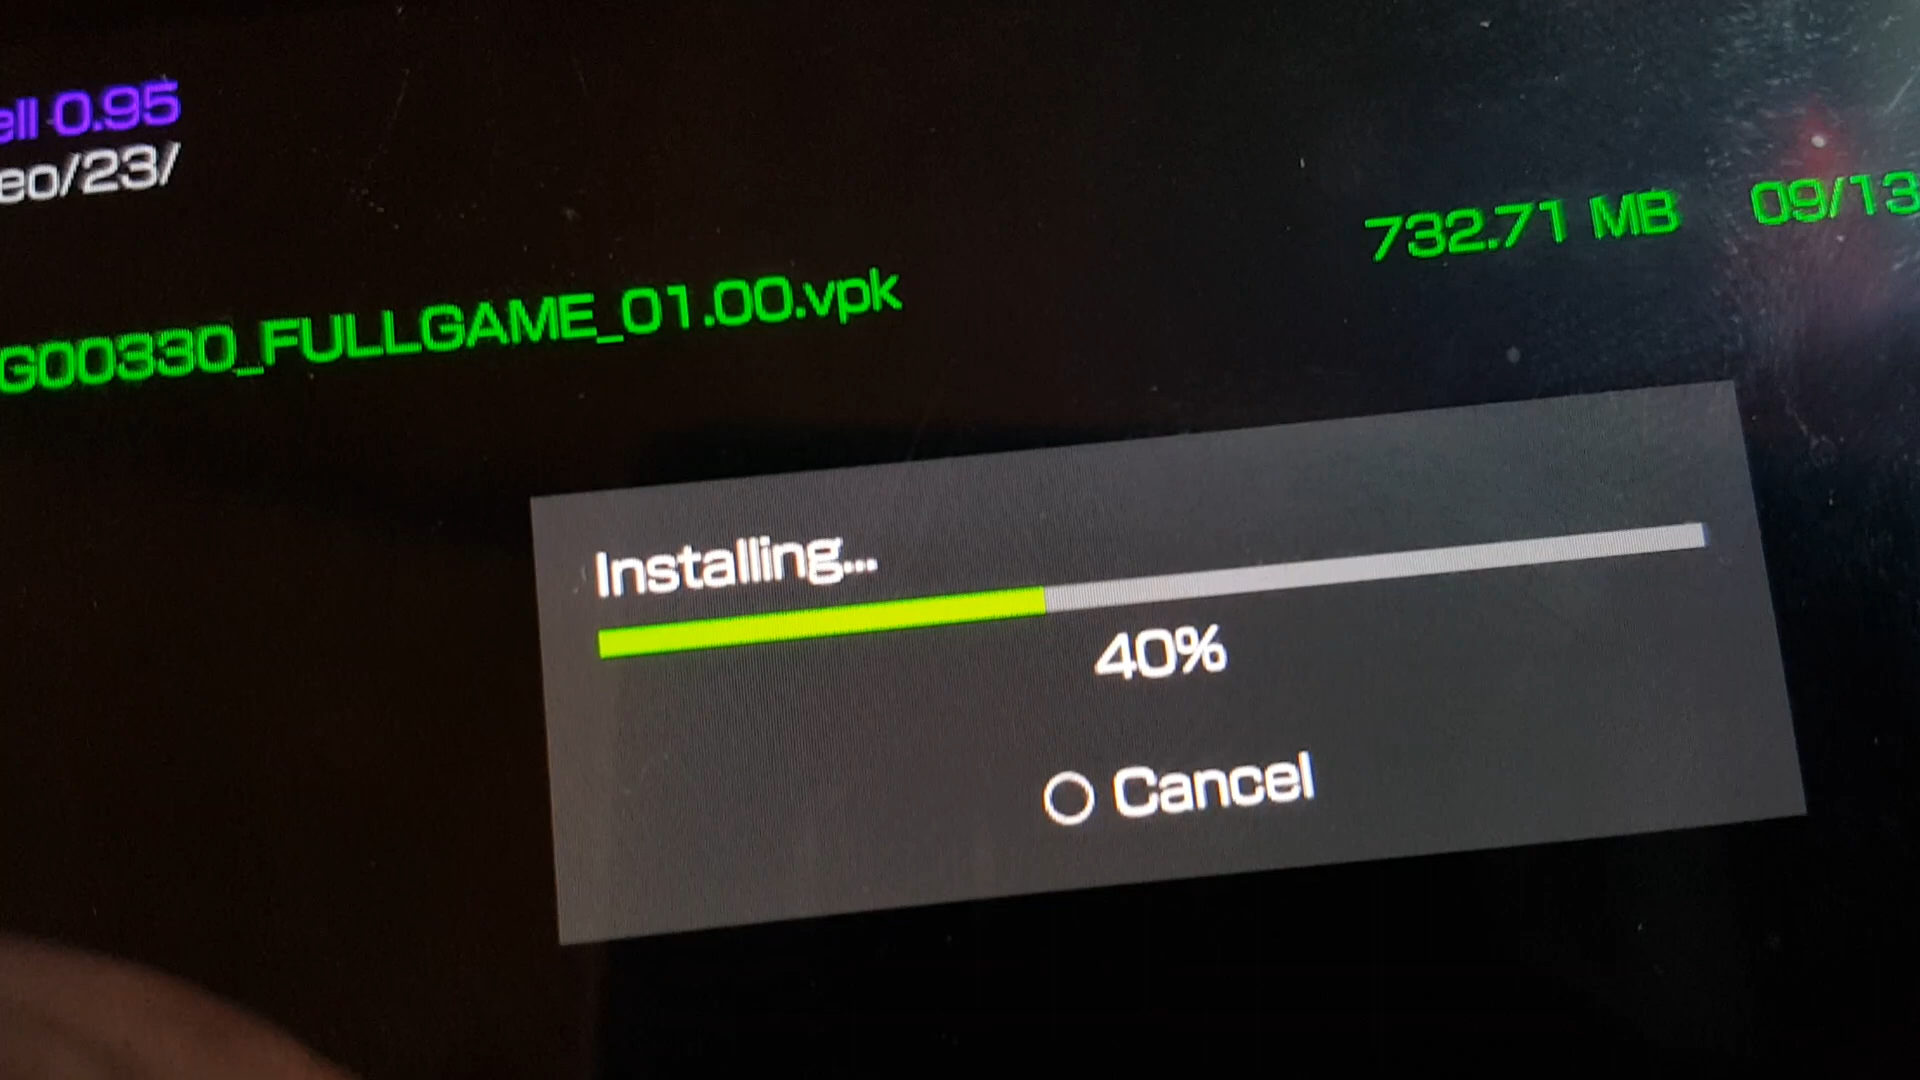 ell 0.95
eo/23/
732.71 MB 09/13
G00330_FULLGAME_01.00.vpk
Installing...
40%
Cancel